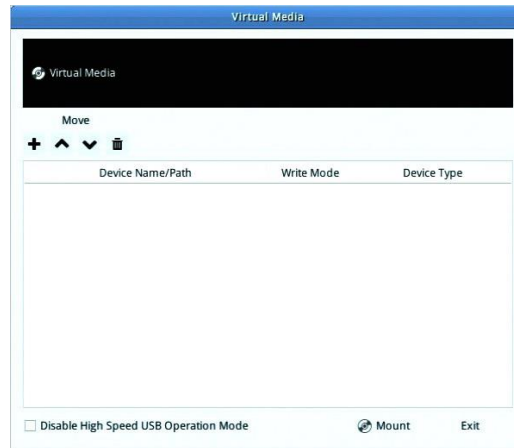 Virtual Media
Virtual Media
Move
Device Name/Path Write Mode Device Type
Disable High Speed USB Operation Mode Mount Exit